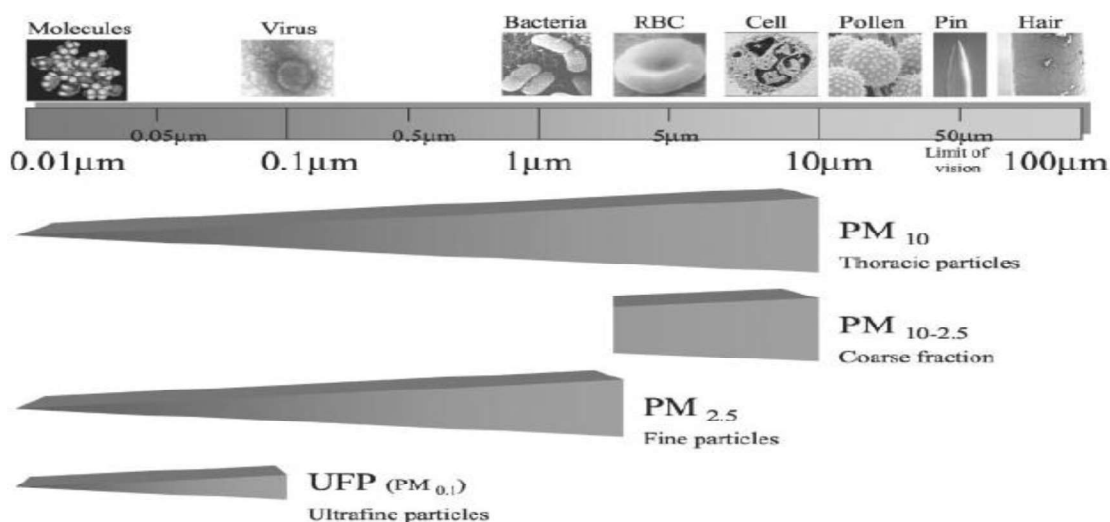 Molecules Virus Bacteria RBC Cell Pollen Pin Hair
0.05μm 0.5μm 5μm 50μm
0.01μm 0.1μm 1μm 10μm Limit of 100μm
vision
PM 10
Thoracic particles
PM 10-2.5
Coarse fraction
PM 2.5
Fine particles
UFP (PM 0.1)
Ultrafine particles